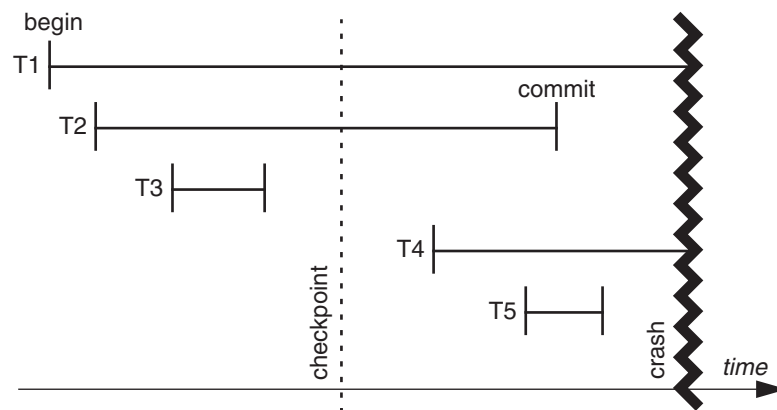 begin
T1
commit
T2
T3
T4
T5
checkpoint
crash
time